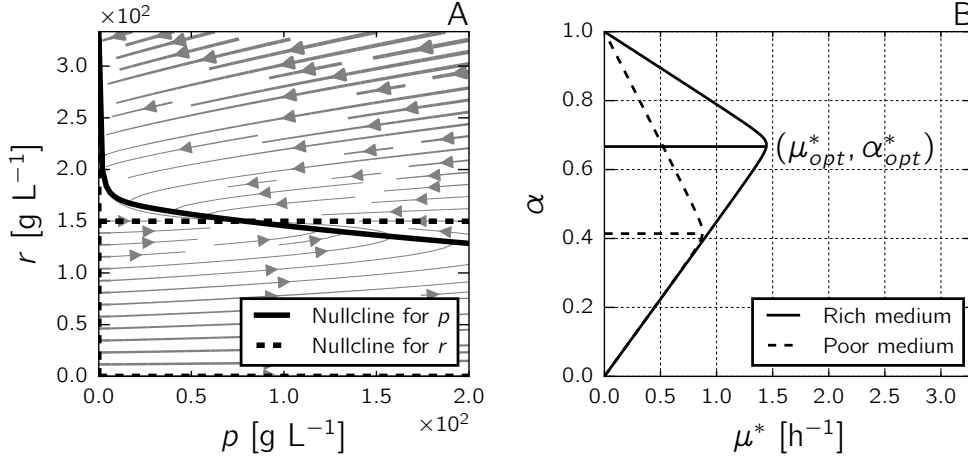 ×10²
A
3.0
2.5
2.0
1.5
1.0
0.5
0.0
r [g L⁻¹]
0.0 0.5 1.0 1.5 2.0
×10²
p [g L⁻¹]
Nullcline for p
Nullcline for r
B
1.0
0.8
0.6
0.4
0.2
0.0
α
(μ*opt, α*opt)
Rich medium
Poor medium
0.0 0.5 1.0 1.5 2.0 2.5 3.0
μ* [h⁻¹]